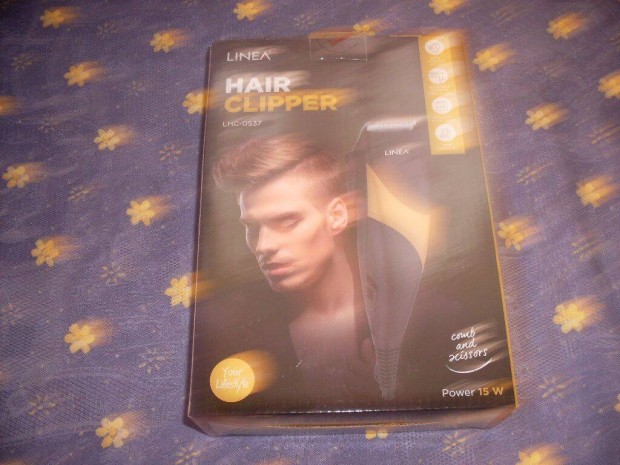 LINEA
HAIR
CLIPPER
LHC-0537
LINEA
comb
and
scissors
Your
Lifestyle
Power 15 W